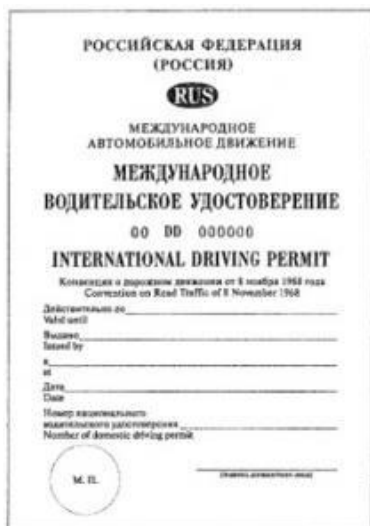 РОССИЙСКАЯ ФЕДЕРАЦИЯ
(РОССИЯ)
RUS
МЕЖДУНАРОДНОЕ
АВТОМОБИЛЬНОЕ ДВИЖЕНИЕ
МЕЖДУНАРОДНОЕ
ВОДИТЕЛЬСКОЕ УДОСТОВЕРЕНИЕ
00 DD 000000
INTERNATIONAL DRIVING PERMIT
Конвенция о дорожном движении от 8 ноября 1968 года
Convention on Road Traffic of 8 November 1968
Действительно до
Valid until
Выдано
Issued by
в
at
Дата
Date
Номер национального
водительского удостоверения
Number of domestic driving permit
М. П.